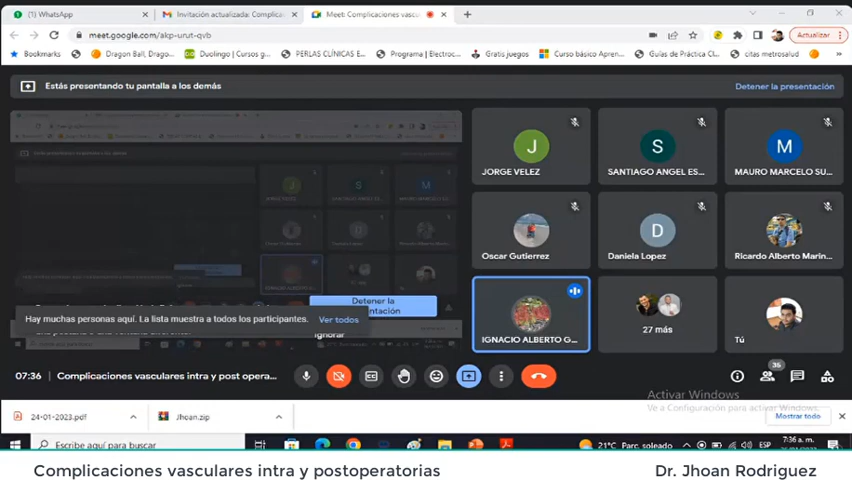 WhatsApp
Invitación actualizada: Complicac
Meet: Complicaciones vascu
meet.google.com/akp-urut-qvb
Actualizar
Bookmarks
Dragon Ball, Dragon...
Duolingo | Cursos g...
PERLAS CLÍNICAS E...
Programa | Electroc...
Gratis juegos
Curso básico Apren...
Guías de Práctica Cl...
citas metrosalud
Estás presentando tu pantalla a los demás
Detener la presentación
J
JORGE VELEZ
S
SANTIAGO ANGEL ES...
M
MAURO MARCELO SU...
Oscar Gutierrez
D
Daniela Lopez
Ricardo Alberto Marin...
IGNACIO ALBERTO G...
27 más
Tú
Detener la
Hay muchas personas aquí. La lista muestra a todos los participantes.
Ver todos
Ignorar
07:36
Complicaciones vasculares intra y post opera...
35
Activar Windows
Ve a Configuración para activar Windows.
24-01-2023.pdf
Jhoan.zip
Mostrar todo
Escribe aquí para buscar
21°C Parc. soleado
ESP
7:36 a. m.
Complicaciones vasculares intra y postoperatorias
Dr. Jhoan Rodriguez